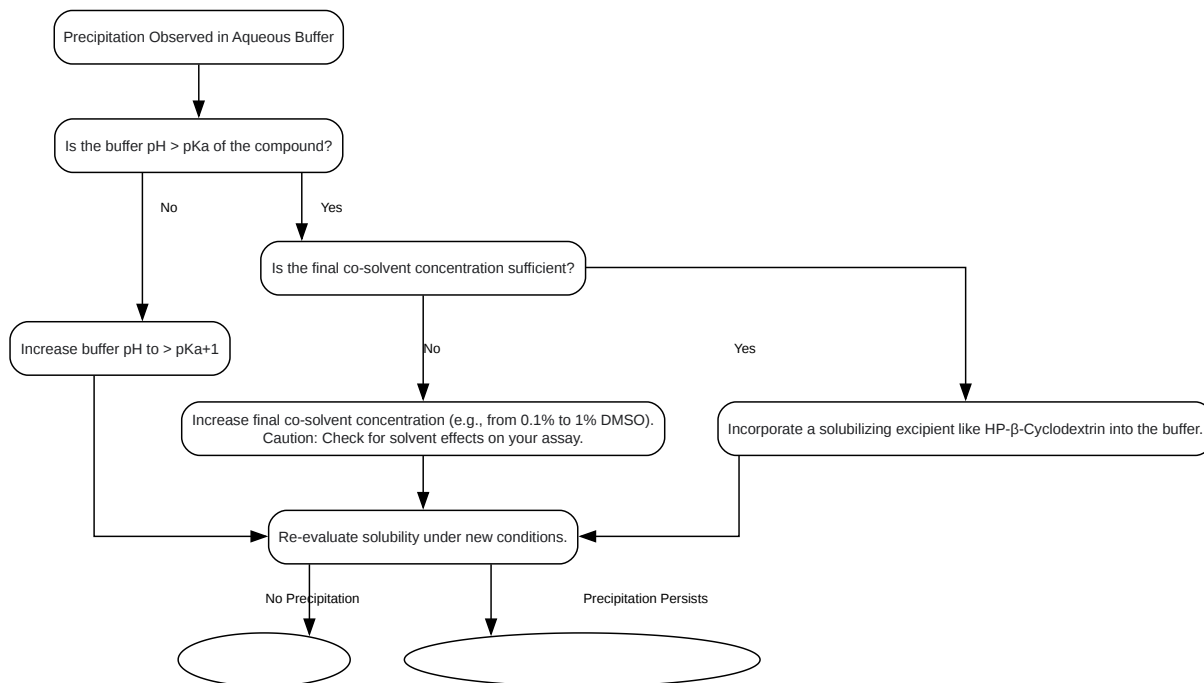 Precipitation Observed in Aqueous Buffer
Is the buffer pH > pKa of the compound?
No
Yes
Is the final co-solvent concentration sufficient?
Increase buffer pH to > pKa+1
No
Yes
Increase final co-solvent concentration (e.g., from 0.1% to 1% DMSO).
Caution: Check for solvent effects on your assay.
Incorporate a solubilizing excipient like HP-β-Cyclodextrin into the buffer.
Re-evaluate solubility under new conditions.
No Precipitation
Precipitation Persists